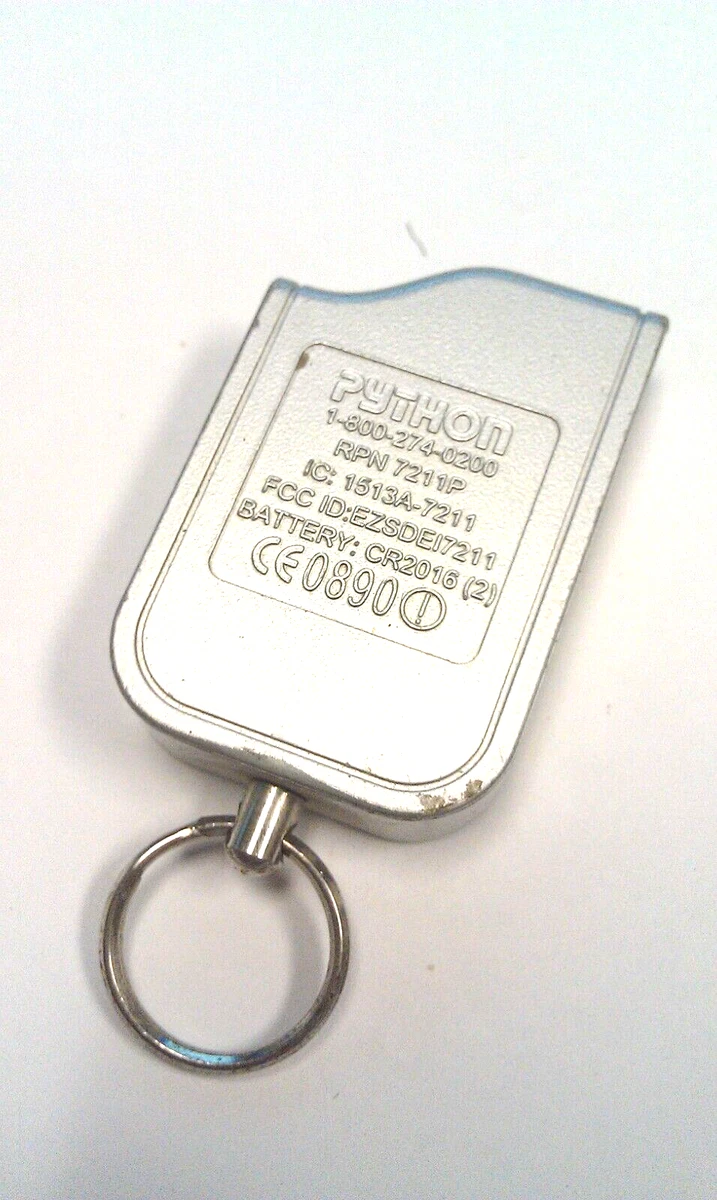 PYTHON
1-800-274-0200
RPN 7211P
IC: 1513A-7211
FCC ID:EZSDEI7211
BATTERY: CR2016 (2)
CE0890!